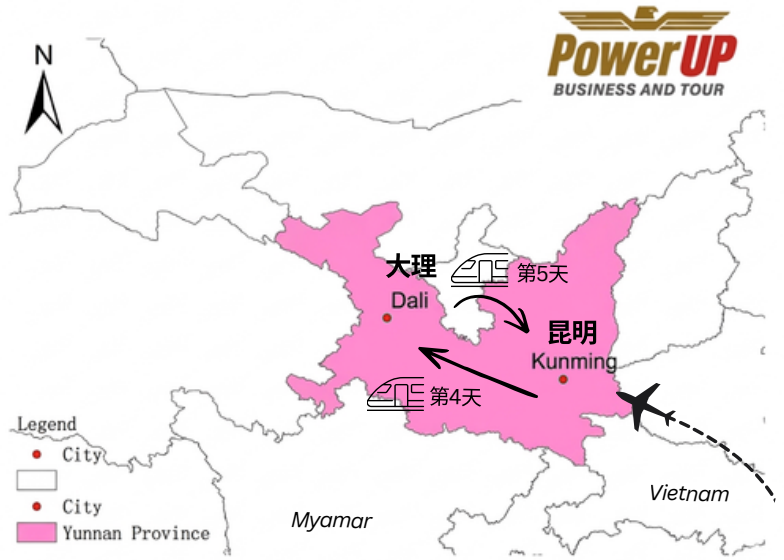 N
PowerUP
BUSINESS AND TOUR
大理
第5天
Dali
昆明
Kunming
第4天
Legend
City
City
Yunnan Province
Myamar
Vietnam